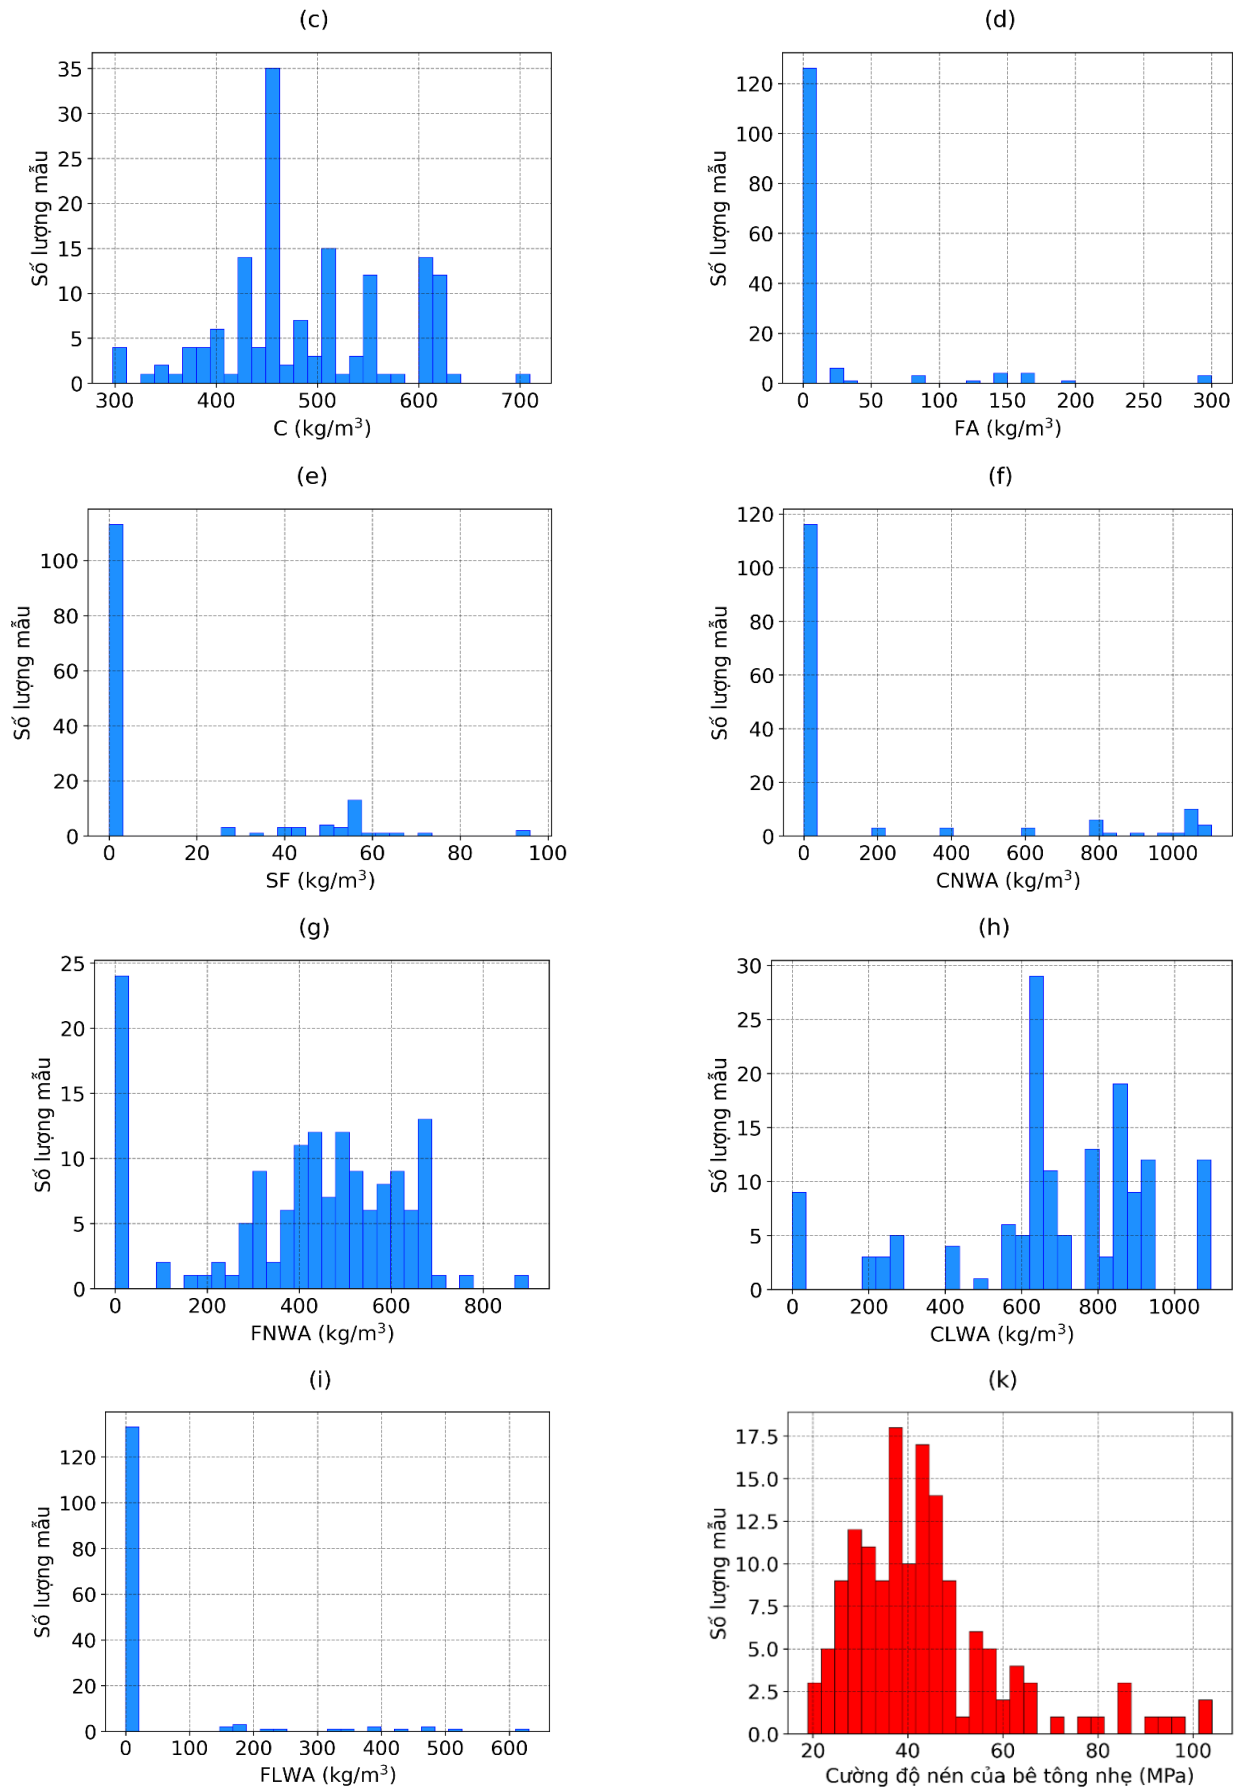 (c)
35
30
25
20
15
10
5
0
Số lượng mẫu
300 400 500 600 700
C (kg/m³)
(d)
120
100
80
60
40
20
0
Số lượng mẫu
0 50 100 150 200 250 300
FA (kg/m³)
(e)
100
80
60
40
20
0
Số lượng mẫu
0 20 40 60 80 100
SF (kg/m³)
(f)
120
100
80
60
40
20
0
Số lượng mẫu
0 200 400 600 800 1000
CNWA (kg/m³)
(g)
25
20
15
10
5
0
Số lượng mẫu
0 200 400 600 800
FNWA (kg/m³)
(h)
30
25
20
15
10
5
0
Số lượng mẫu
0 200 400 600 800 1000
CLWA (kg/m³)
(i)
120
100
80
60
40
20
0
Số lượng mẫu
0 100 200 300 400 500 600
FLWA (kg/m³)
(k)
17.5
15.0
12.5
10.0
7.5
5.0
2.5
0.0
Số lượng mẫu
20 40 60 80 100
Cường độ nén của bê tông nhẹ (MPa)